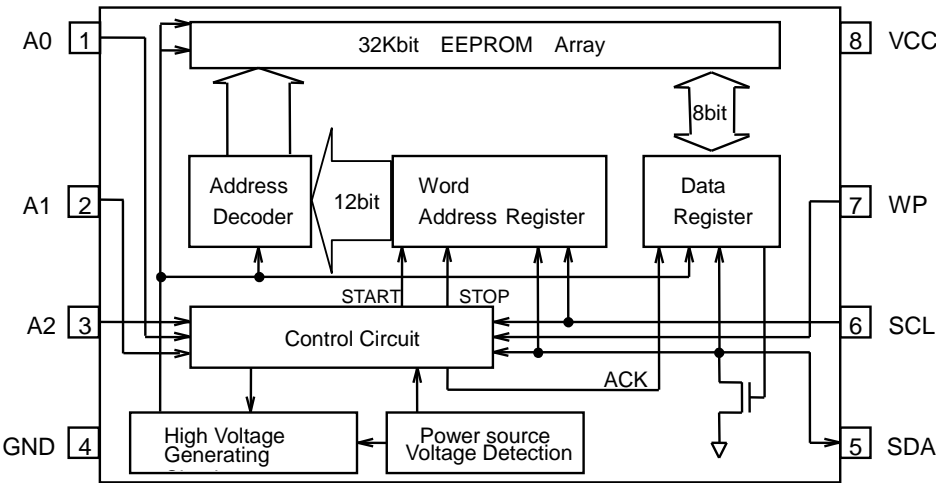 A0 1
32Kbit EEPROM Array
8 VCC
8bit
A1 2
Address
Decoder
12bit
Word
Address Register
Data
Register
7 WP
START
STOP
A2 3
Control Circuit
6 SCL
ACK
GND 4
High Voltage
Generating
Power source
Voltage Detection
5 SDA